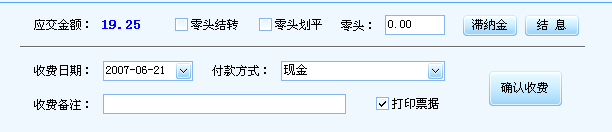 应交金额： 19.25 零头结转 零头划平 零头： 0.00 滞纳金 结 息
收费日期： 2007-06-21 付款方式： 现金
确认收费
收费备注： 打印票据